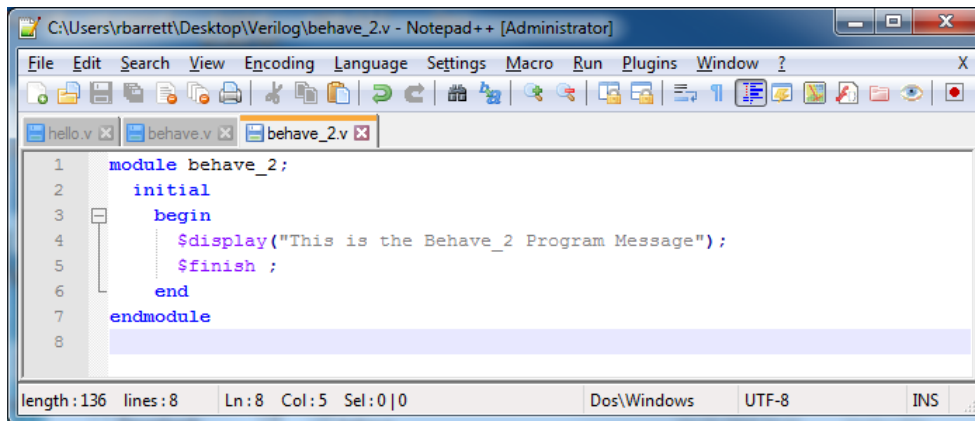 C:\Users\rbarrett\Desktop\Verilog\behave_2.v - Notepad++ [Administrator]
File Edit Search View Encoding Language Settings Macro Run Plugins Window ? X
hello.v behave.v behave_2.v
1 module behave_2;
2 initial
3 begin
4 $display("This is the Behave_2 Program Message");
5 $finish ;
6 end
7 endmodule
8
length : 136 lines : 8 Ln : 8 Col : 5 Sel : 0 | 0 Dos\Windows UTF-8 INS